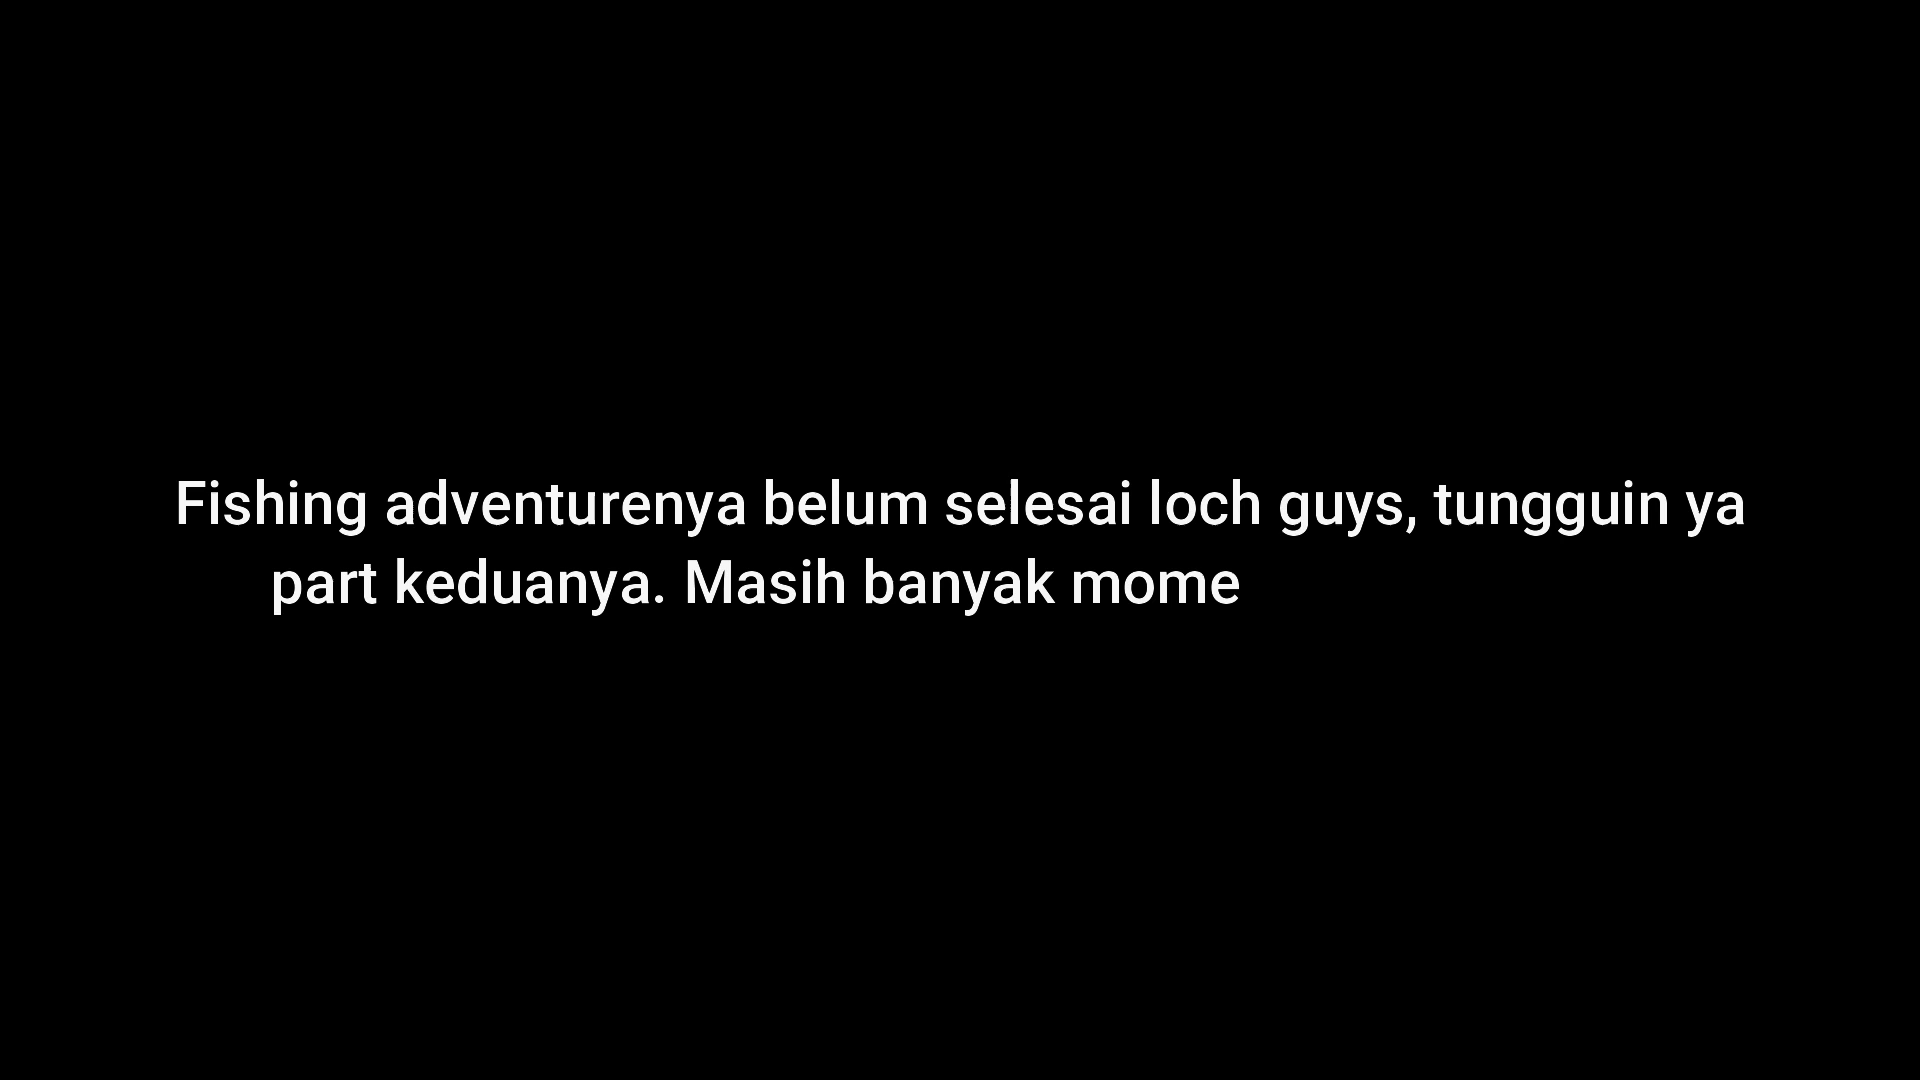 Fishing adventurenya belum selesai loch guys, tungguin ya
part keduanya. Masih banyak mome